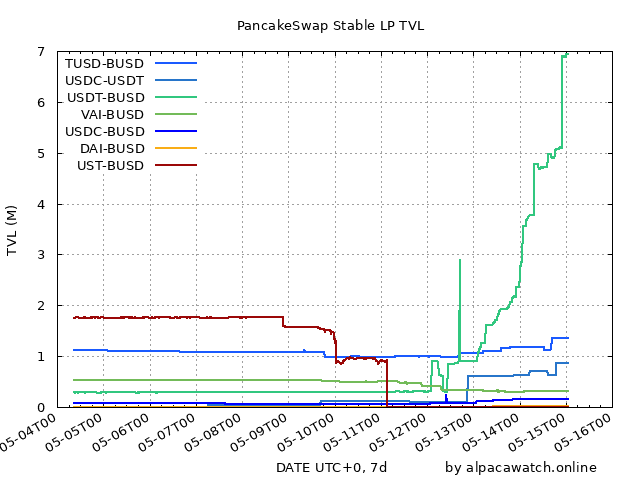 PancakeSwap Stable LP TVL
TUSD-BUSD
USDC-USDT
USDT-BUSD
VAI-BUSD
USDC-BUSD
DAI-BUSD
UST-BUSD
TVL (M)
7
6
5
4
3
2
1
0
05-04T00
05-05T00
05-06T00
05-07T00
05-08T00
05-09T00
05-10T00
05-11T00
05-12T00
05-13T00
05-14T00
05-15T00
05-16T00
DATE UTC+0, 7d
by alpacawatch.online